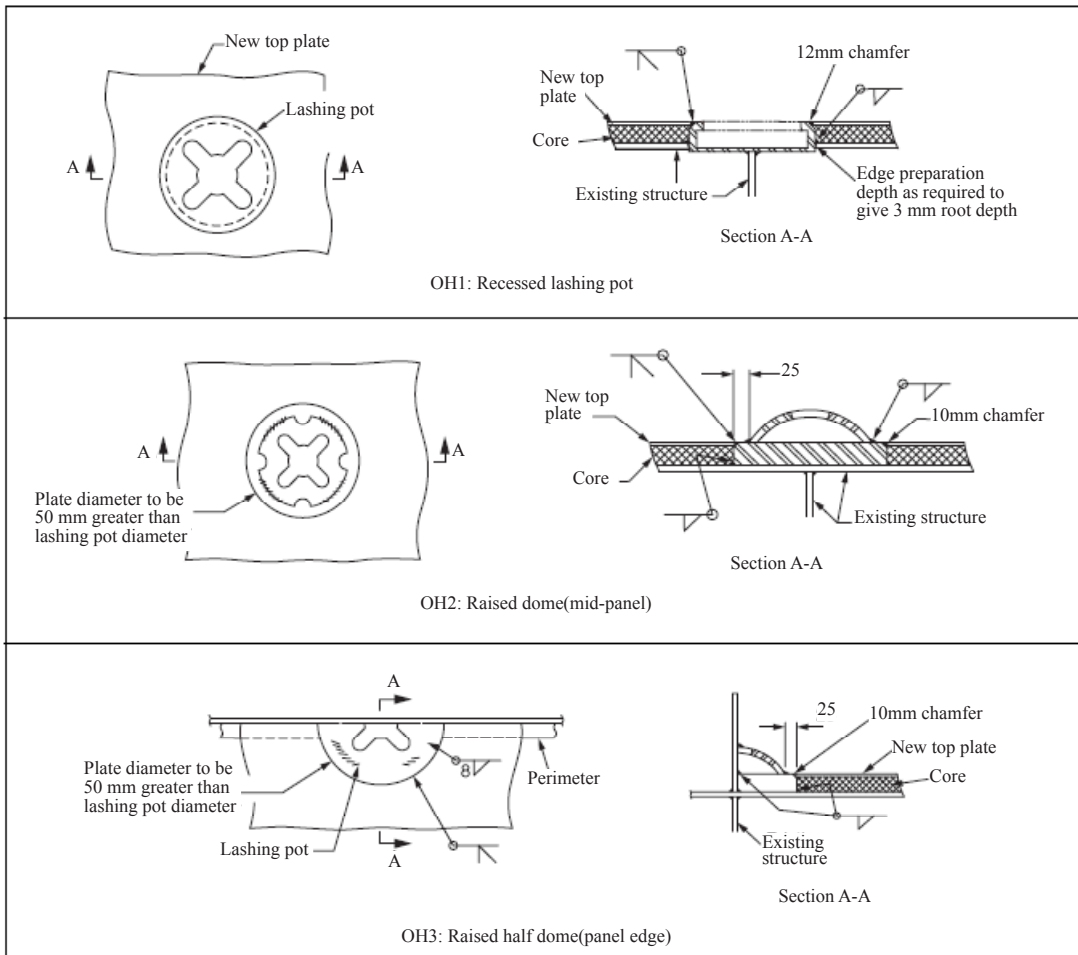 New top plate
Lashing pot
A
A
New top
plate
Core
Existing structure
12mm chamfer
Edge preparation
depth as required to
give 3 mm root depth
Section A-A
OH1: Recessed lashing pot
A
A
Plate diameter to be
50 mm greater than
lashing pot diameter
25
New top
plate
Core
10mm chamfer
Existing structure
Section A-A
OH2: Raised dome(mid-panel)
A
Plate diameter to be
50 mm greater than
lashing pot diameter
8
Perimeter
Lashing pot
A
25
10mm chamfer
New top plate
Core
Existing
structure
Section A-A
OH3: Raised half dome(panel edge)